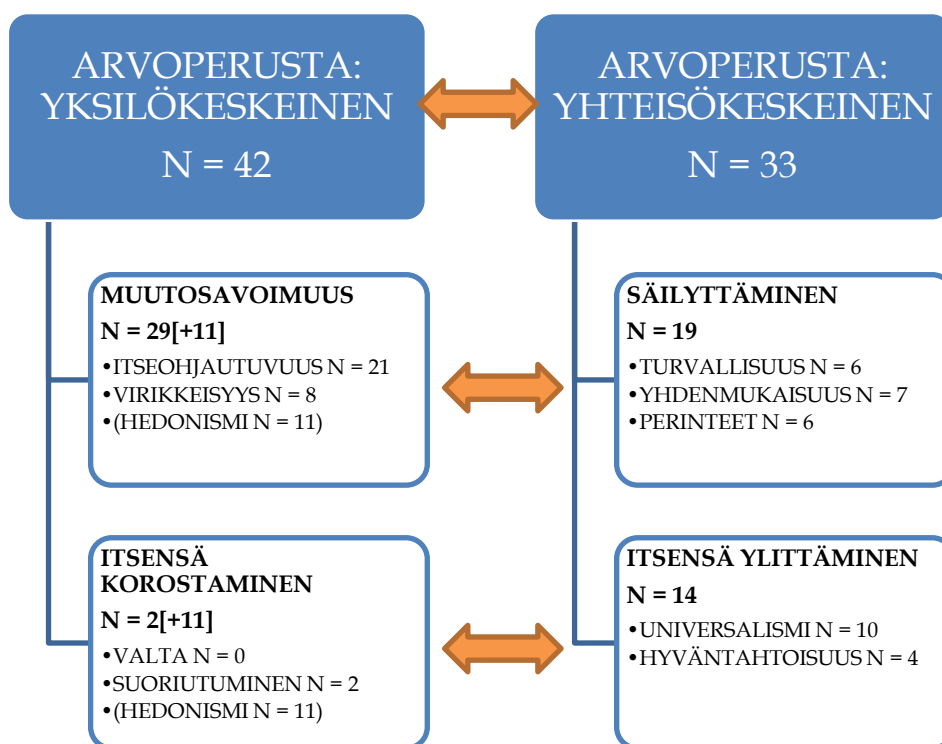 ARVOPERUSTA:
YKSILÖKESKEINEN
N = 42
ARVOPERUSTA:
YHTEISÖKESKEINEN
N = 33
MUUTOSAVOIMUUS
N = 29[+11]
•ITSEOHJAUTUVUUS N = 21
•VIRIKKEISYYS N = 8
•(HEDONISMI N = 11)
SÄILYTTÄMINEN
N = 19
•TURVALLISUUS N = 6
•YHDENMUKAISUUS N = 7
•PERINTEET N = 6
ITSENSÄ
KOROSTAMINEN
N = 2[+11]
•VALTA N = 0
•SUORIUTUMINEN N = 2
•(HEDONISMI N = 11)
ITSENSÄ YLITTÄMINEN
N = 14
•UNIVERSALISMI N = 10
•HYVÄNTAHTOISUUS N = 4